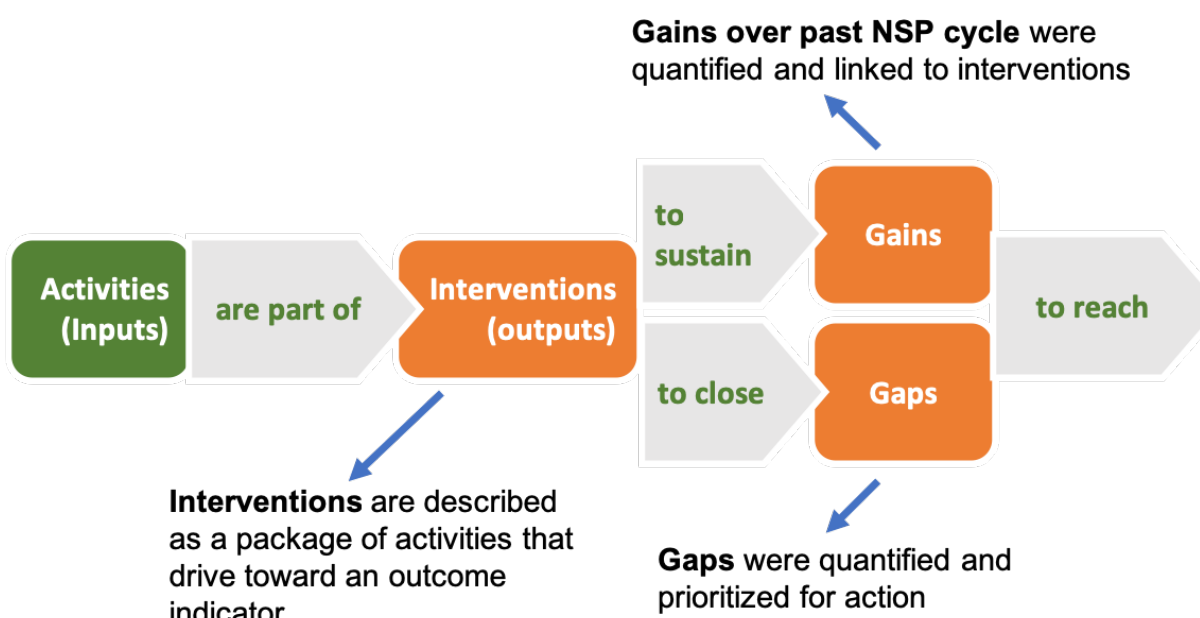 Gains over past NSP cycle were
quantified and linked to interventions
Activities
(Inputs)
are part of
Interventions
(outputs)
to
sustain
Gains
to close
Gaps
to reach
Interventions are described
as a package of activities that
drive toward an outcome
indicator
Gaps were quantified and
prioritized for action